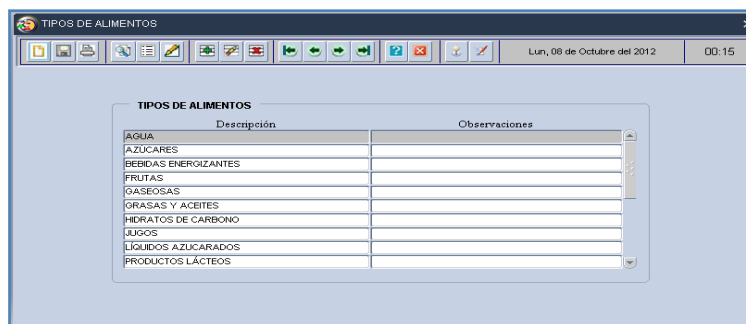 TIPOS DE ALIMENTOS
Lun, 08 de Octubre del 2012 00:15
TIPOS DE ALIMENTOS
Descripción Observaciones
AGUA
AZÚCARES
BEBIDAS ENERGIZANTES
FRUTAS
GASEOSAS
GRASAS Y ACEITES
HIDRATOS DE CARBONO
JUGOS
LÍQUIDOS AZUCARADOS
PRODUCTOS LÁCTEOS